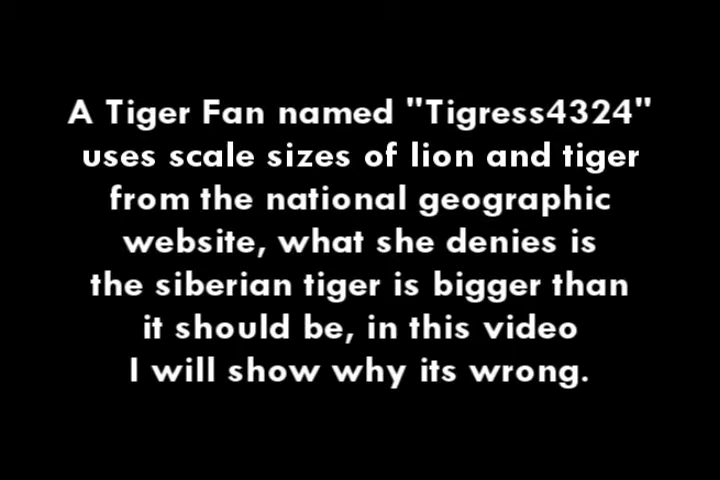 A Tiger Fan named "Tigress4324"
uses scale sizes of lion and tiger
from the national geographic
website, what she denies is
the siberian tiger is bigger than
it should be, in this video
I will show why its wrong.